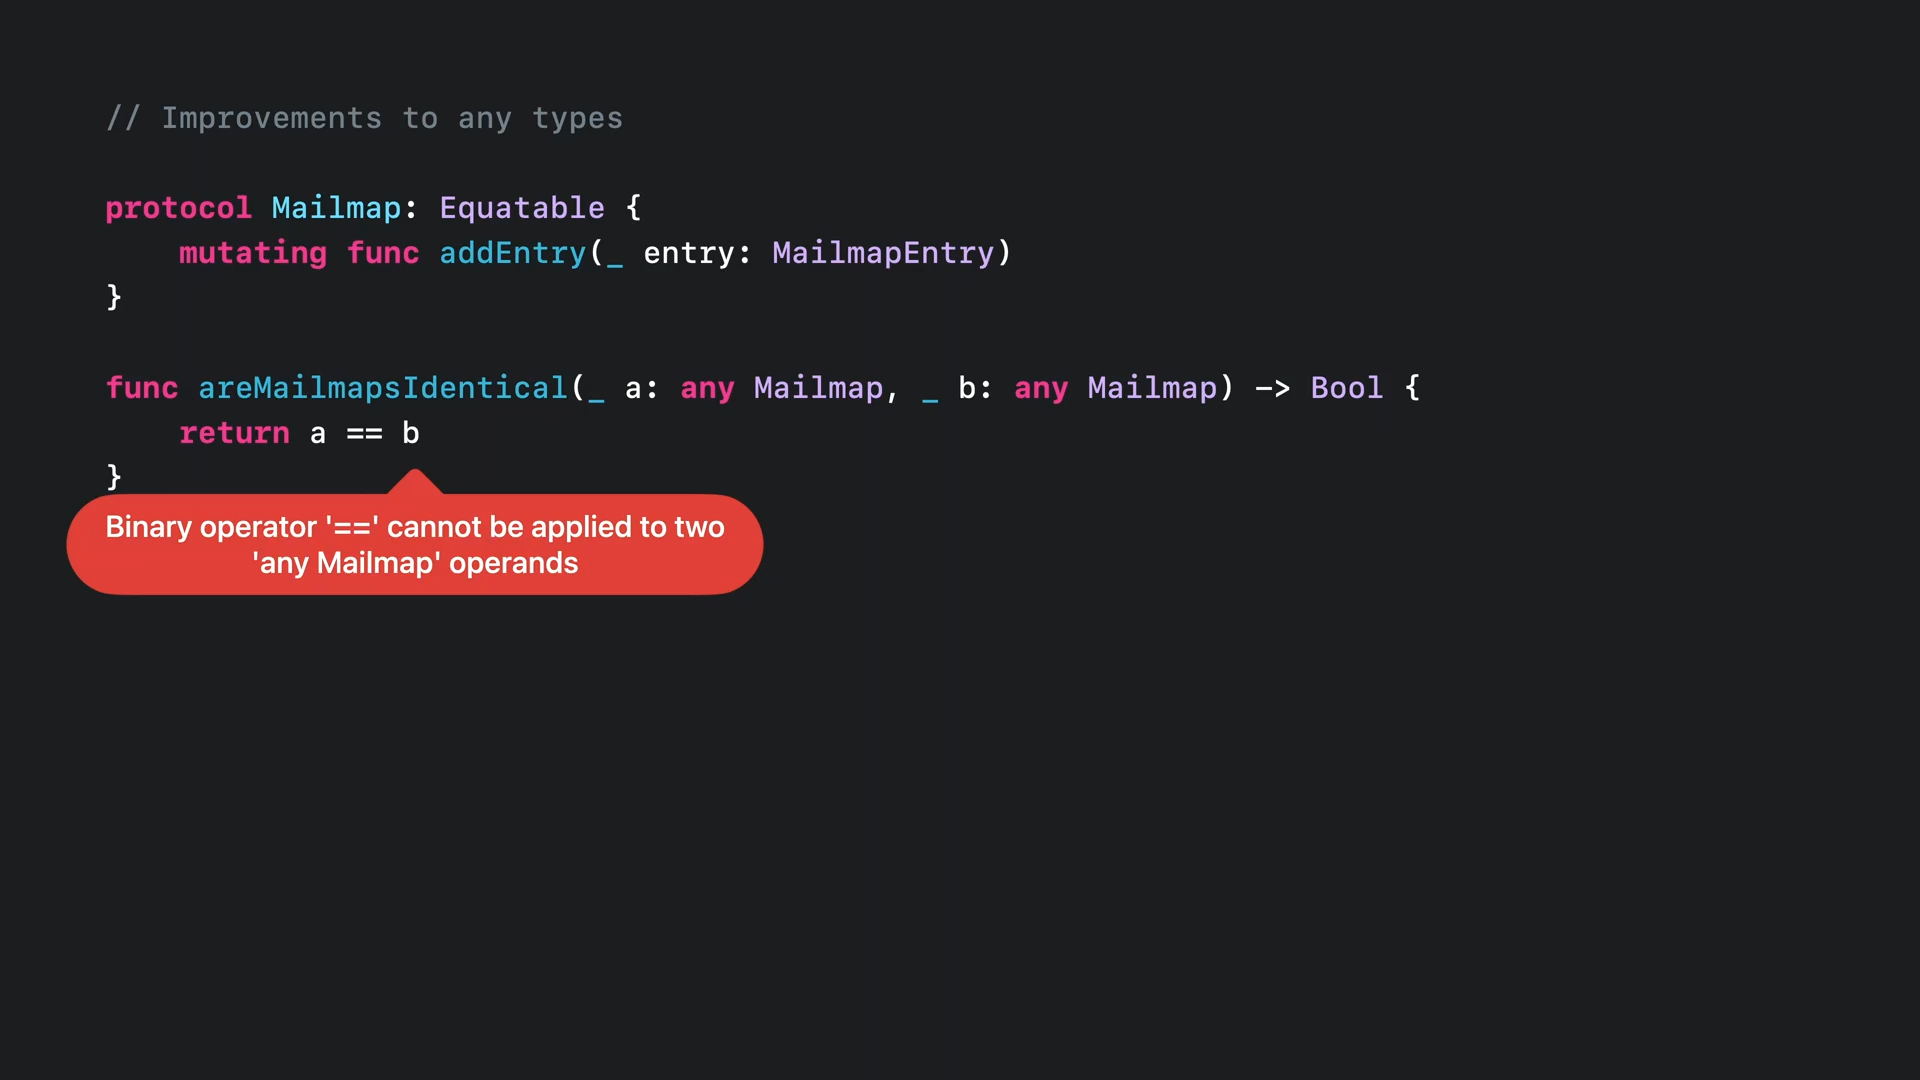 // Improvements to any types
protocol Mailmap: Equatable {
    mutating func addEntry(_ entry: MailmapEntry)
}
func areMailmapsIdentical(_ a: any Mailmap, _ b: any Mailmap) -> Bool {
    return a == b
}
Binary operator '==' cannot be applied to two
'any Mailmap' operands